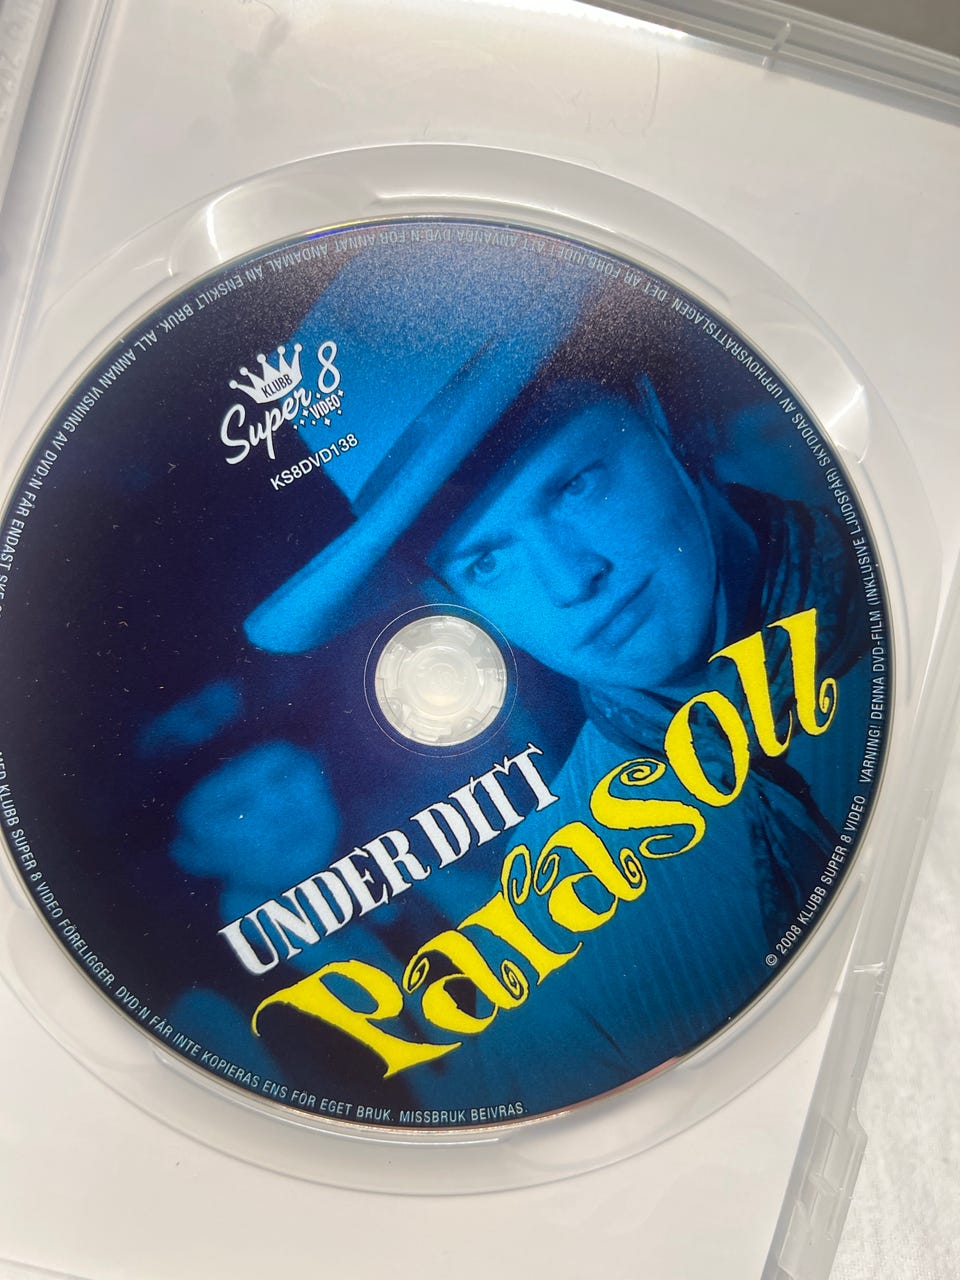 KLUBB
Super 8
VIDEO
KS8DVD138
UNDER DITT
Parasoll
© 2008 KLUBB SUPER 8 VIDEO VARNING! DENNA DVD-FILM (INKLUSIVE LJUDSPÅR) SKYDDAS AV UPPHOVSRÄTTSLAGEN. DET ÄR FÖRBJUDET ATT ANVÄNDA DVD:N FÖR ANNAT ÄNDAMÅL ÄN ENSKILT BRUK. ALL ANNAN VISNING AV DVD:N FÅR ENDAST SKE
MED KLUBB SUPER 8 VIDEO FÖRELIGGER. DVD:N FÅR INTE KOPIERAS ENS FÖR EGET BRUK. MISSBRUK BEIVRAS.